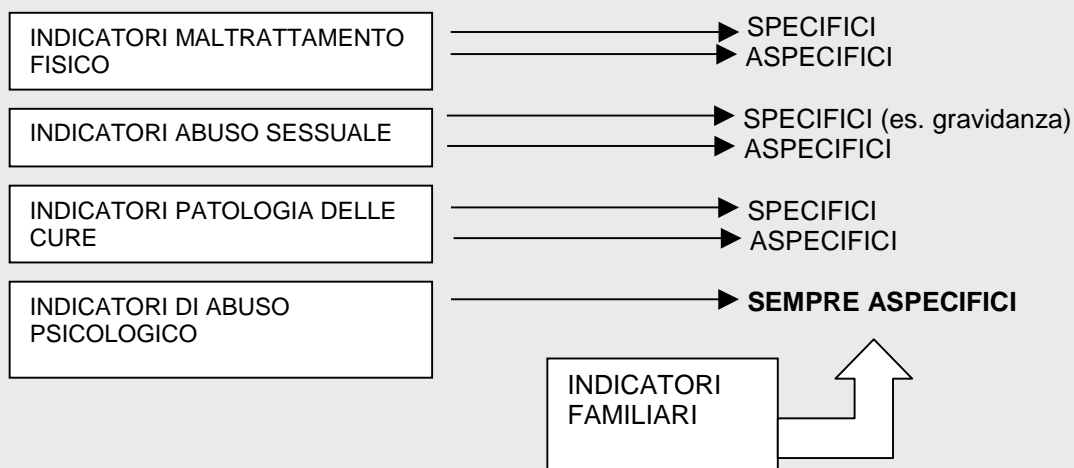 INDICATORI MALTRATTAMENTO
FISICO
SPECIFICI
ASPECIFICI
INDICATORI ABUSO SESSUALE
SPECIFICI (es. gravidanza)
ASPECIFICI
INDICATORI PATOLOGIA DELLE
CURE
SPECIFICI
ASPECIFICI
INDICATORI DI ABUSO
PSICOLOGICO
SEMPRE ASPECIFICI
INDICATORI
FAMILIARI